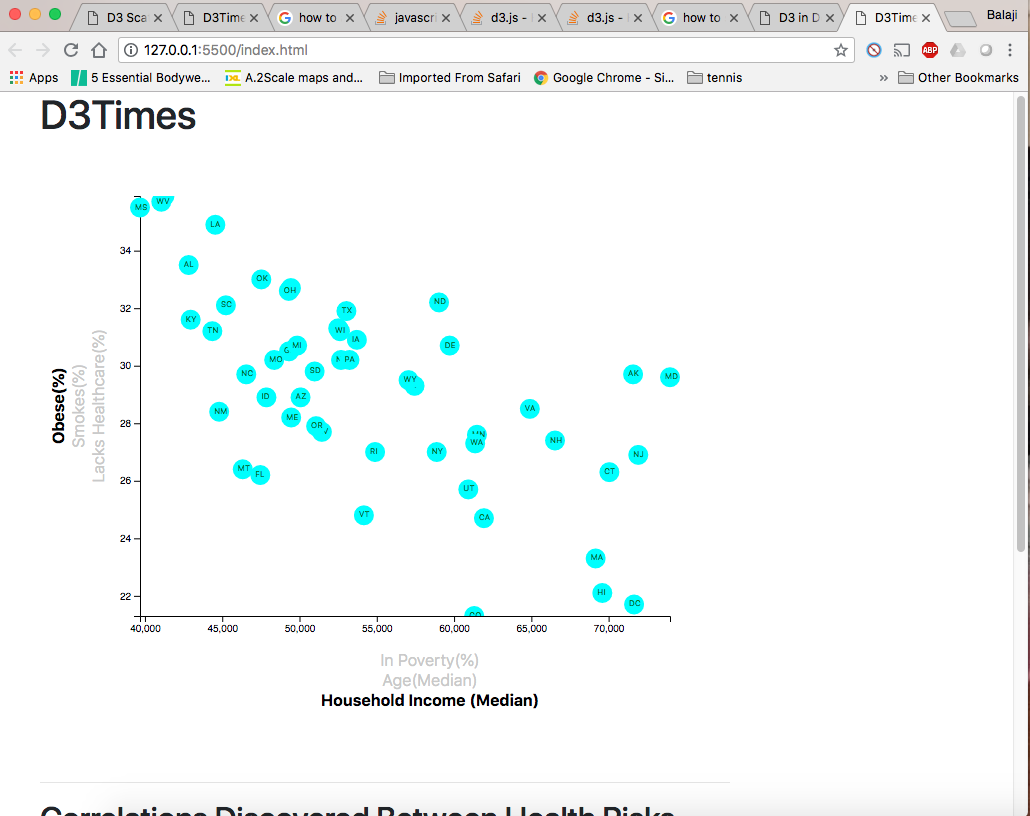 D3 Sca
D3Time
how to
javascri
d3.js -
d3.js -
how to
D3 in D
D3Time
Balaji
127.0.0.1:5500/index.html
ABP
Apps
5 Essential Bodywe...
A.2Scale maps and...
Imported From Safari
Google Chrome - Si...
tennis
»
Other Bookmarks
D3Times
MS
WV
LA
34
AL
OK
OH
ND
32
SC
TX
KY
TN
WI
IA
MI
DE
30
MO
G
PA
NC
SD
WY
AK
MD
ID
AZ
VA
28
NM
ME
OR
WA
NH
RI
NY
NJ
MT
FL
CT
26
UT
VT
CA
24
MA
HI
22
DC
CO
Obese(%)
Smokes(%)
Lacks Healthcare(%)
40,000 45,000 50,000 55,000 60,000 65,000 70,000
In Poverty(%)
Age(Median)
Household Income (Median)
Correlations Discovered Between Health Risks